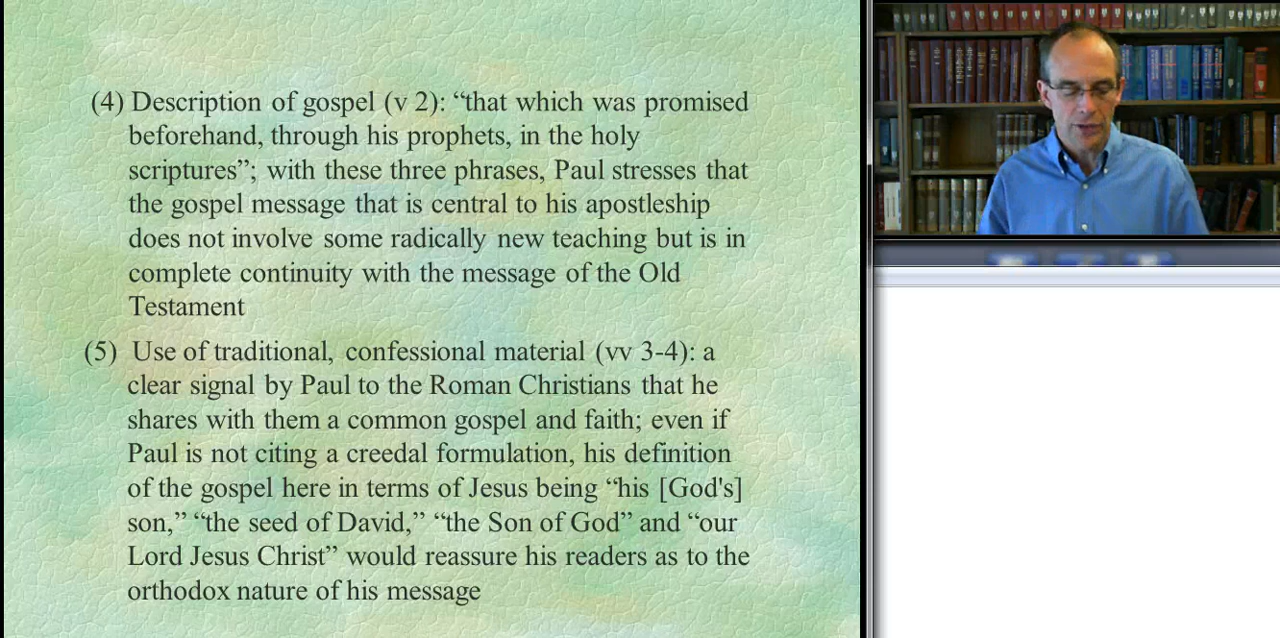 (4) Description of gospel (v 2): “that which was promised
beforehand, through his prophets, in the holy
scriptures”; with these three phrases, Paul stresses that
the gospel message that is central to his apostleship
does not involve some radically new teaching but is in
complete continuity with the message of the Old
Testament
(5) Use of traditional, confessional material (vv 3-4): a
clear signal by Paul to the Roman Christians that he
shares with them a common gospel and faith; even if
Paul is not citing a creedal formulation, his definition
of the gospel here in terms of Jesus being “his [God's]
son,” “the seed of David,” “the Son of God” and “our
Lord Jesus Christ” would reassure his readers as to the
orthodox nature of his message